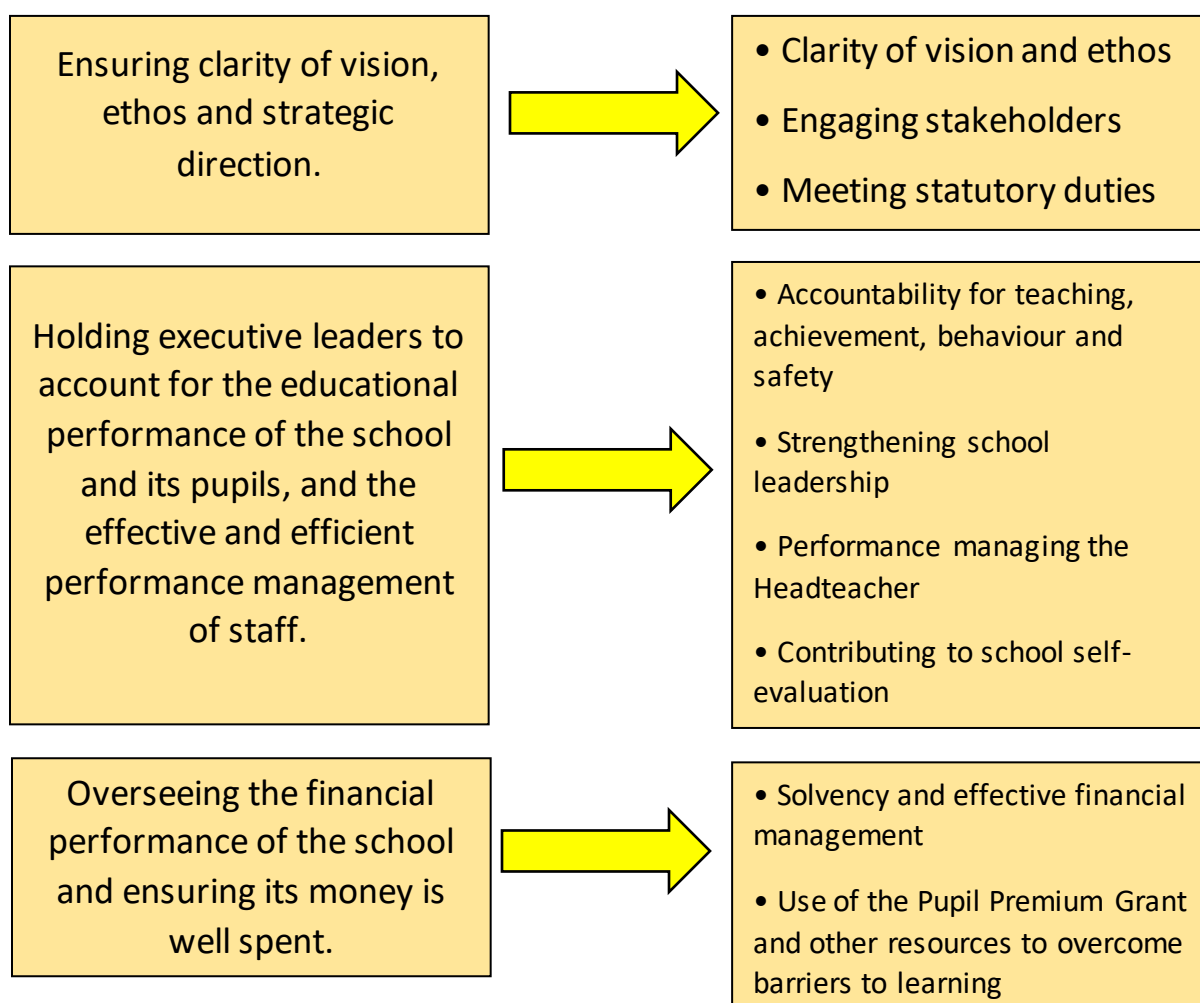 Ensuring clarity of vision,
ethos and strategic
direction.
• Clarity of vision and ethos
• Engaging stakeholders
• Meeting statutory duties
Holding executive leaders to
account for the educational
performance of the school
and its pupils, and the
effective and efficient
performance management
of staff.
• Accountability for teaching,
achievement, behaviour and
safety
• Strengthening school
leadership
• Performance managing the
Headteacher
• Contributing to school self-
evaluation
Overseeing the financial
performance of the school
and ensuring its money is
well spent.
• Solvency and effective financial
management
• Use of the Pupil Premium Grant
and other resources to overcome
barriers to learning